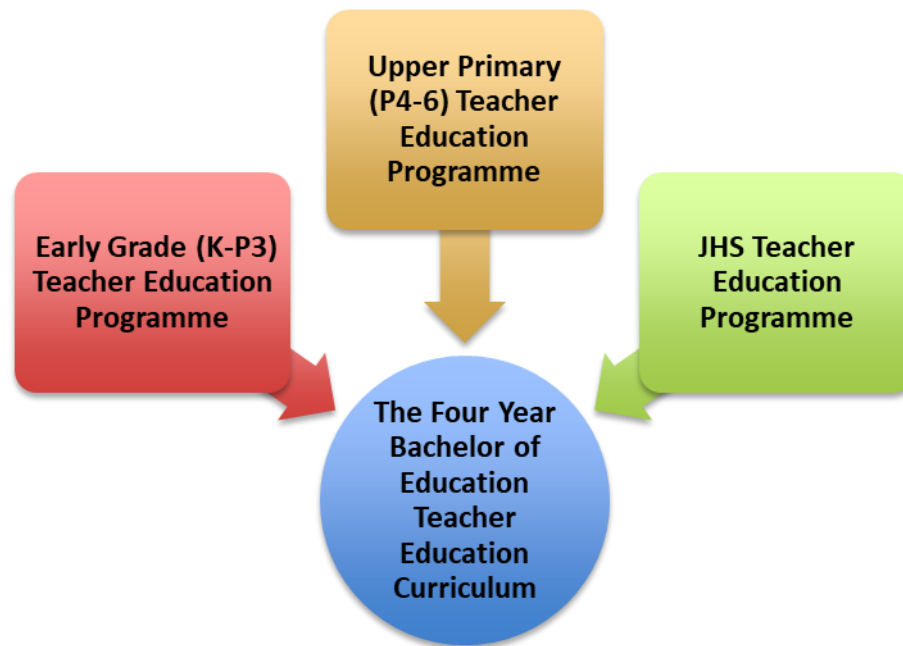 Upper Primary
(P4-6) Teacher
Education
Programme
Early Grade (K-P3)
Teacher Education
Programme
JHS Teacher
Education
Programme
The Four Year
Bachelor of
Education
Teacher
Education
Curriculum